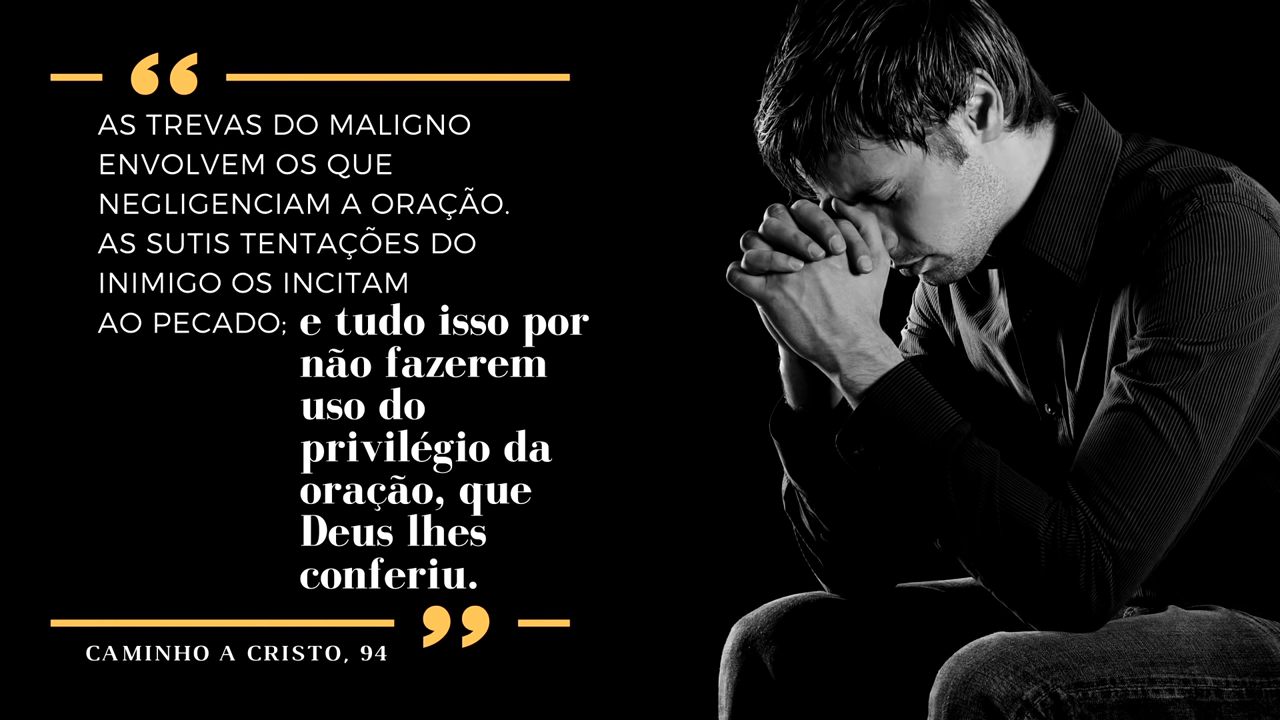 AS TREVAS DO MALIGNO
ENVOLVEM OS QUE
NEGLIGENCIAM A ORAÇÃO.
AS SUTIS TENTAÇÕES DO
INIMIGO OS INCITAM
AO PECADO; e tudo isso por
não fazerem
uso do
privilégio da
oração, que
Deus lhes
conferiu.
CAMINHO A CRISTO, 94